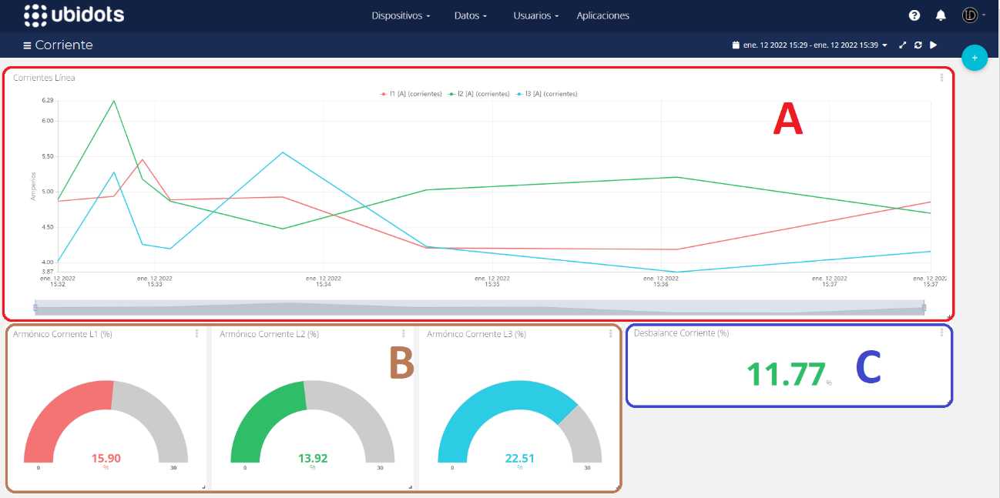 ubidots
Dispositivos Datos Usuarios Aplicaciones
Corriente
ene. 12 2022 15:29 - ene. 12 2022 15:39
Corrientes Línea
I1 [A] (corrientes) I2 [A] (corrientes) I3 [A] (corrientes)
A
6.29
6.00
5.50
5.00
4.50
4.00
3.87
Amperios
ene. 12 2022 ene. 12 2022 ene. 12 2022 ene. 12 2022 ene. 12 2022 ene. 12 2022 ene. 12 2022
15:32 15:33 15:34 15:35 15:36 15:37 15:37
Armónico Corriente L1 (%)
15.90
%
0 30
Armónico Corriente L2 (%)
B
13.92
%
0 30
Armónico Corriente L3 (%)
22.51
%
0 30
Desbalance Corriente (%)
11.77 %
C